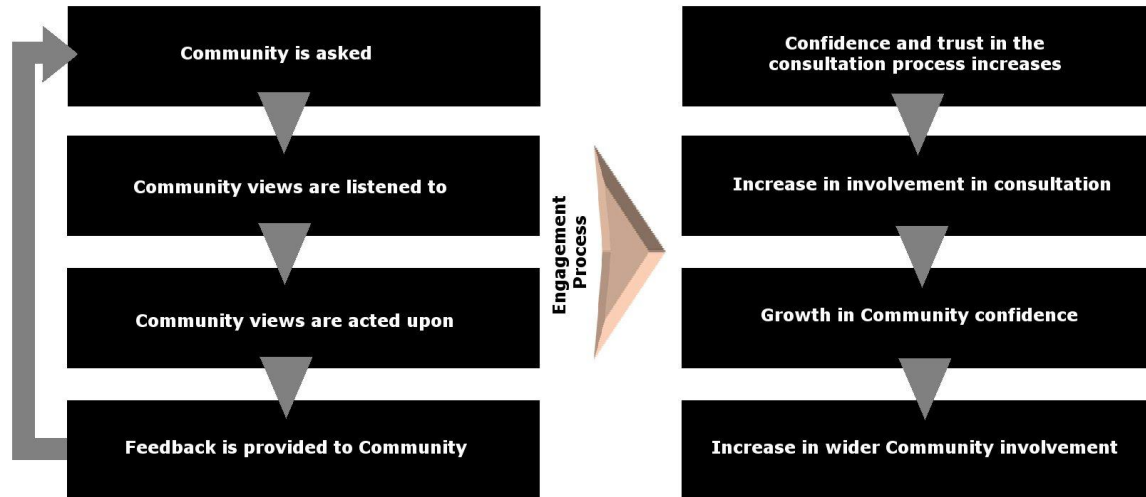 Community is asked
Community views are listened to
Community views are acted upon
Feedback is provided to Community
Engagement
Process
Confidence and trust in the
consultation process increases
Increase in involvement in consultation
Growth in Community confidence
Increase in wider Community involvement